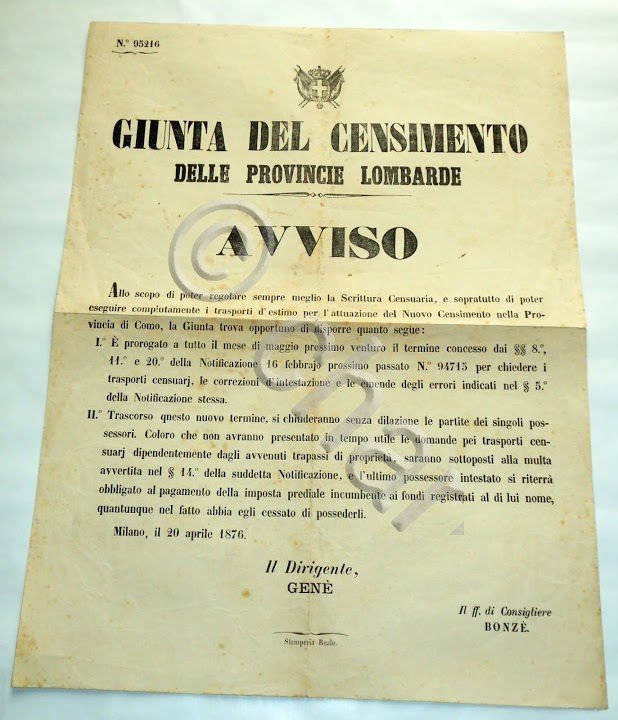 N.° 95216
GIUNTA DEL CENSIMENTO
DELLE PROVINCIE LOMBARDE
AVVISO
Allo scopo di poter regolare sempre meglio la Scrittura Censuaria, e sopratutto di poter
eseguire compiutamente i trasporti d'estimo per l'attuazione del Nuovo Censimento nella Pro-
vincia di Como, la Giunta trova opportuno di disporre quanto segue:
I.° È prorogato a tutto il mese di maggio prossimo venturo il termine concesso dai §§ 8.°,
11.° e 20.° della Notificazione 16 febbrajo prossimo passato N.° 94715 per chiedere i
trasporti censuarj, le correzioni d'intestazione e le emende degli errori indicati nel § 5.°
della Notificazione stessa.
II.° Trascorso questo nuovo termine, si chiuderanno senza dilazione le partite dei singoli pos-
sessori. Coloro che non avranno presentato in tempo utile le domande pei trasporti cen-
suarj dipendentemente dagli avvenuti trapassi di proprietà, saranno sottoposti alla multa
avvertita nel § 14.° della suddetta Notificazione, e l'ultimo possessore intestato si riterrà
obbligato al pagamento della imposta prediale incumbente ai fondi registrati al di lui nome,
quantunque nel fatto abbia egli cessato di possederli.
Milano, il 20 aprile 1876.
Il Dirigente,
GENÈ
Il ff. di Consigliere
BONZÈ.
Stamperia Reale.